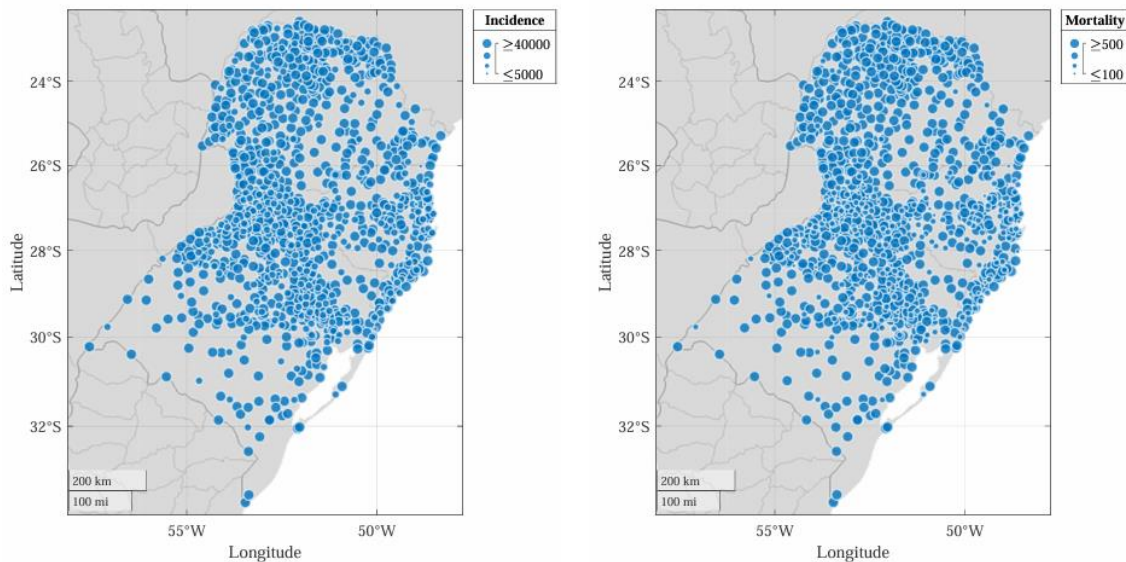 Incidence
≥40000
≤5000
24°S
26°S
28°S
30°S
32°S
Latitude
200 km
100 mi
55°W
50°W
Longitude
Mortality
≥500
≤100
24°S
26°S
28°S
30°S
32°S
Latitude
200 km
100 mi
55°W
50°W
Longitude